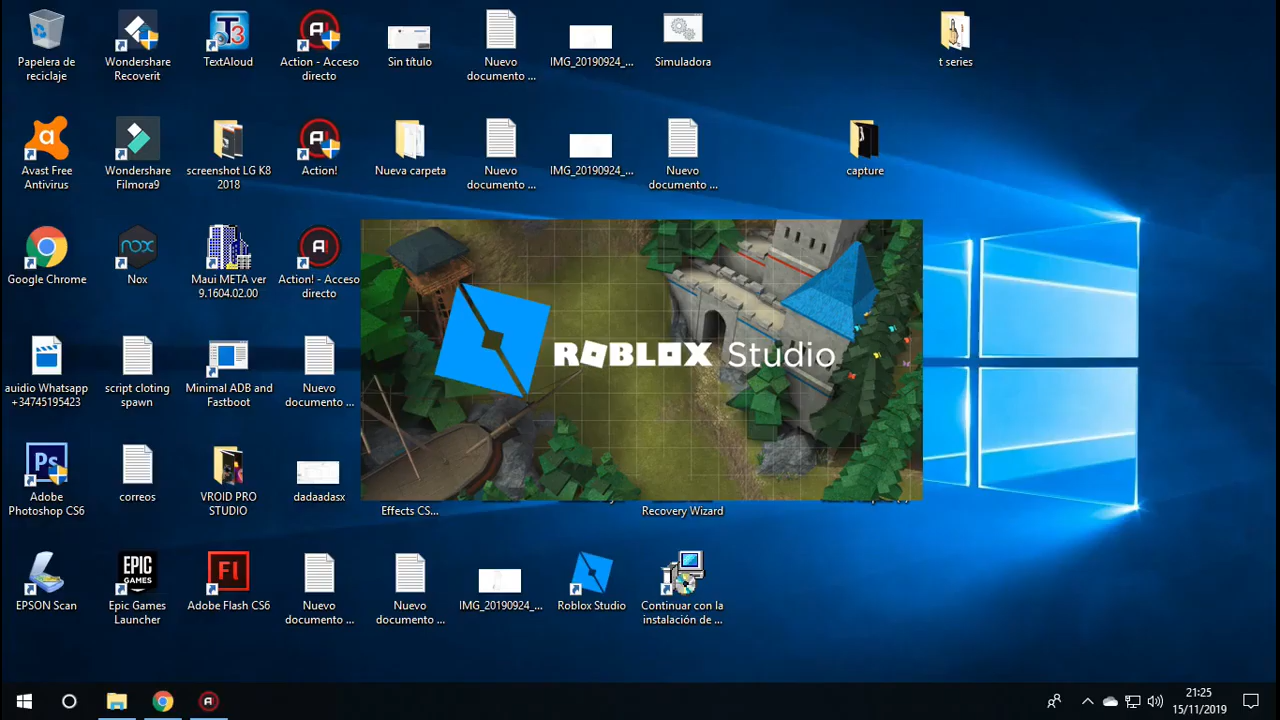 Papelera de
reciclaje
Wondershare
Recoverit
TextAloud
Action - Acceso
directo
Sin título
Nuevo
documento ...
IMG_20190924_...
Simuladora
t series
Avast Free
Antivirus
Wondershare
Filmora9
screenshot LG K8
2018
Action!
Nueva carpeta
Nuevo
documento ...
IMG_20190924_...
Nuevo
documento ...
capture
Google Chrome
nox
Nox
Maui META ver
9.1604.02.00
Action! - Acceso
directo
ROBLOX Studio
auidio Whatsapp
+34745195423
script cloting
spawn
Minimal ADB and
Fastboot
Nuevo
documento ...
Ps
Adobe
Photoshop CS6
correos
VROID PRO
STUDIO
dadaadasx
Effects CS...
Recovery Wizard
EPSON Scan
EPIC
GAMES
Epic Games
Launcher
Fl
Adobe Flash CS6
Nuevo
documento ...
Nuevo
documento ...
IMG_20190924_...
Roblox Studio
Continuar con la
instalación de ...
21:25
15/11/2019